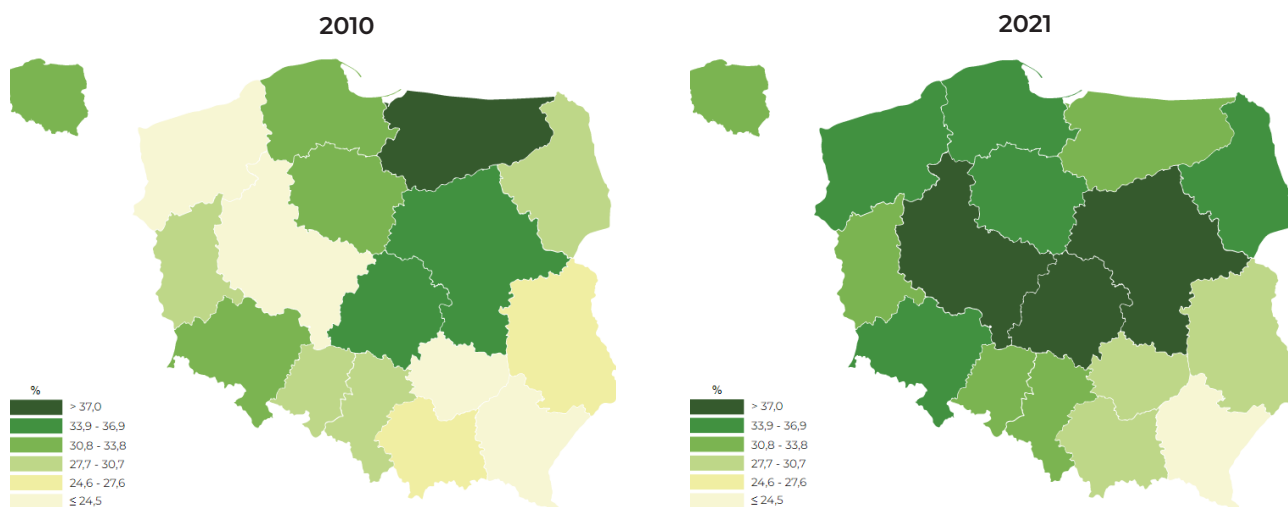 2010
%
> 37,0
33,9 - 36,9
30,8 - 33,8
27,7 - 30,7
24,6 - 27,6
≤ 24,5
2021
%
> 37,0
33,9 - 36,9
30,8 - 33,8
27,7 - 30,7
24,6 - 27,6
≤ 24,5